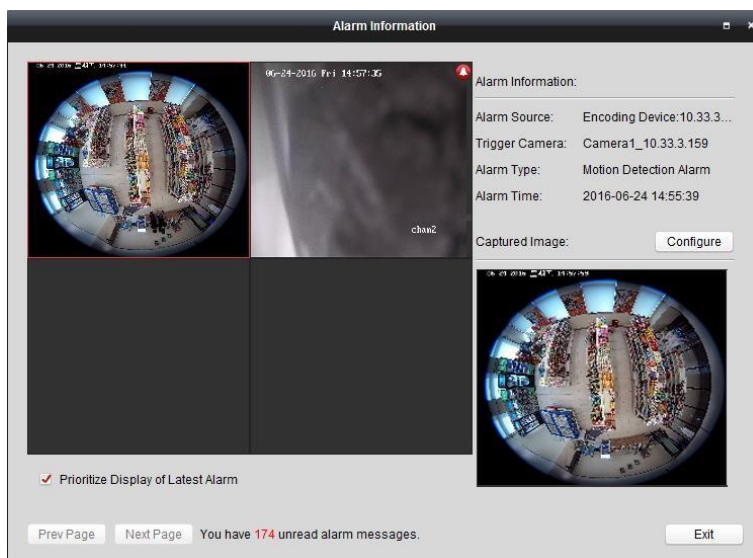 Alarm Information
06-24-2016 Fri 14:57:35
chan2
Alarm Information:
Alarm Source: Encoding Device:10.33.3...
Trigger Camera: Camera1_10.33.3.159
Alarm Type: Motion Detection Alarm
Alarm Time: 2016-06-24 14:55:39
Captured Image: Configure
Prioritize Display of Latest Alarm
Prev Page Next Page You have 174 unread alarm messages. Exit